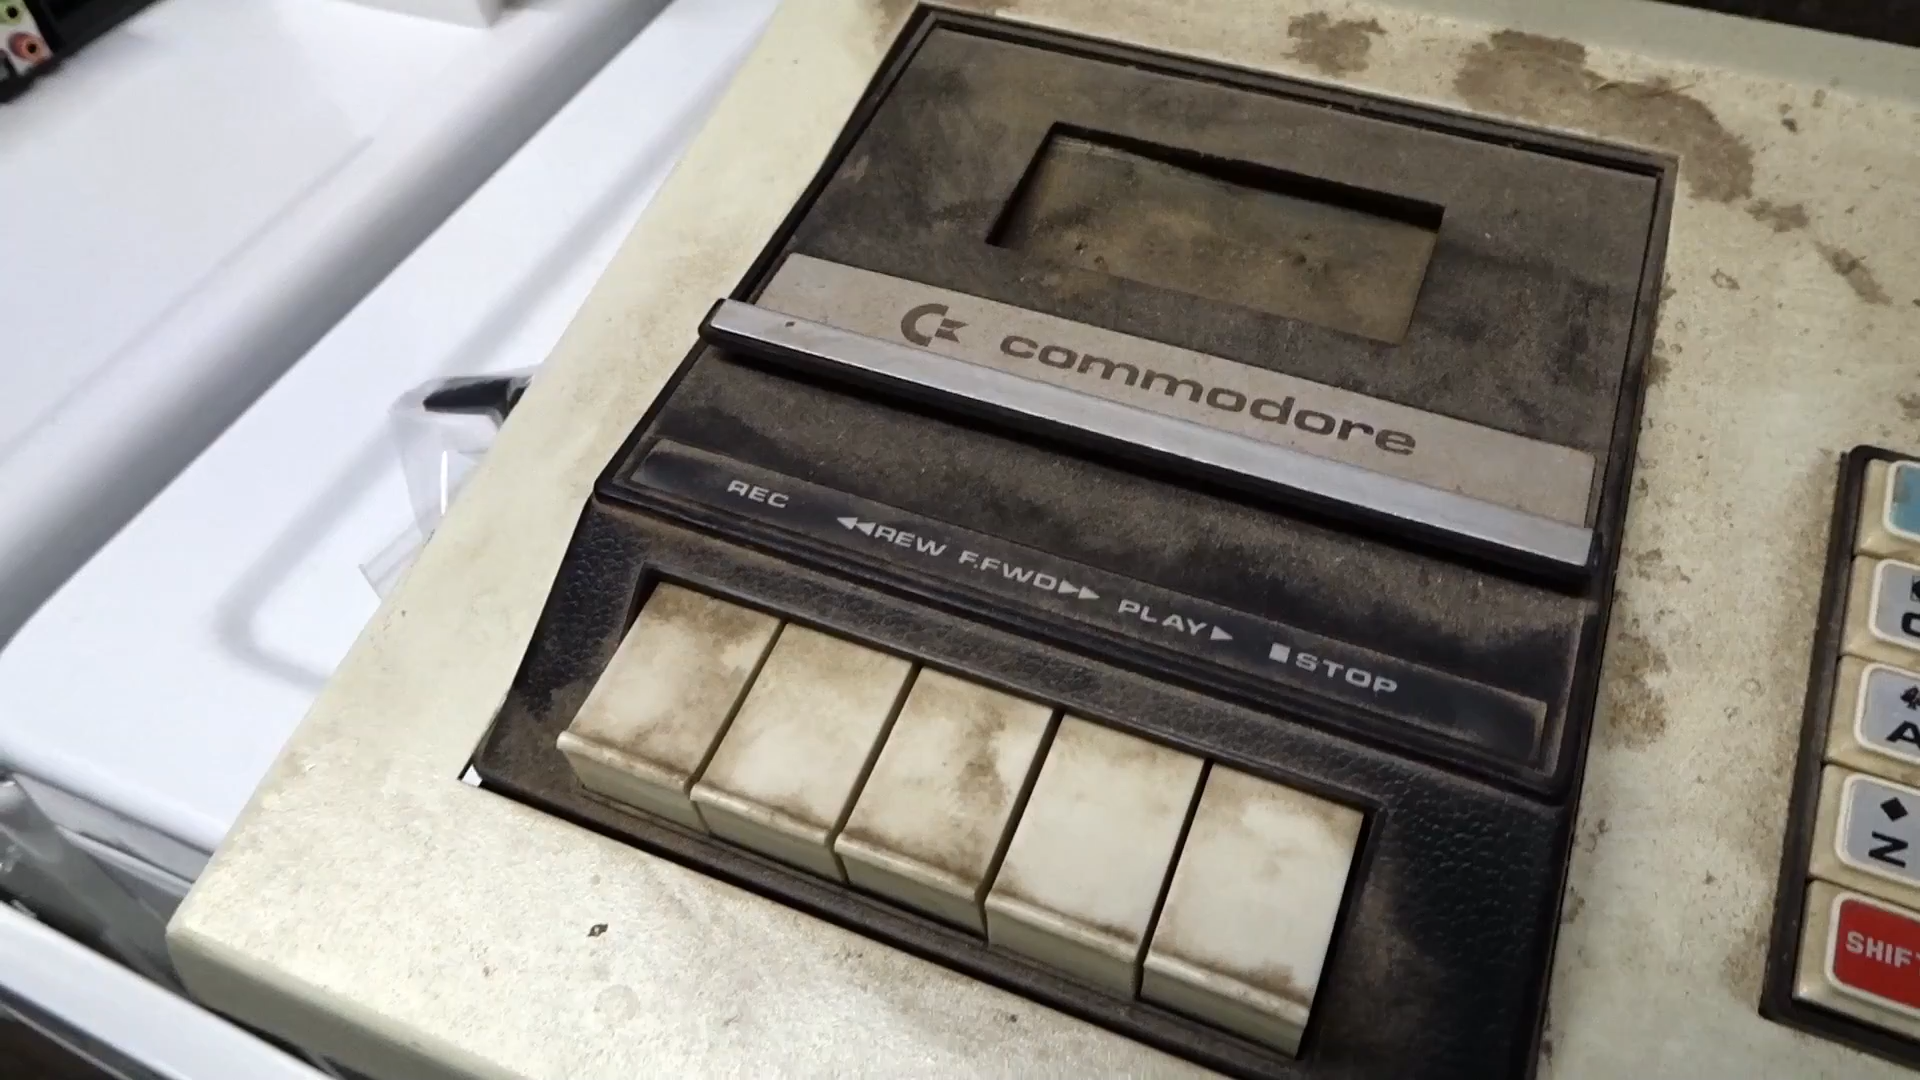 commodore
REC ◀◀REW F.FWD▶▶ PLAY▶ ■STOP
A
Z
SHIF